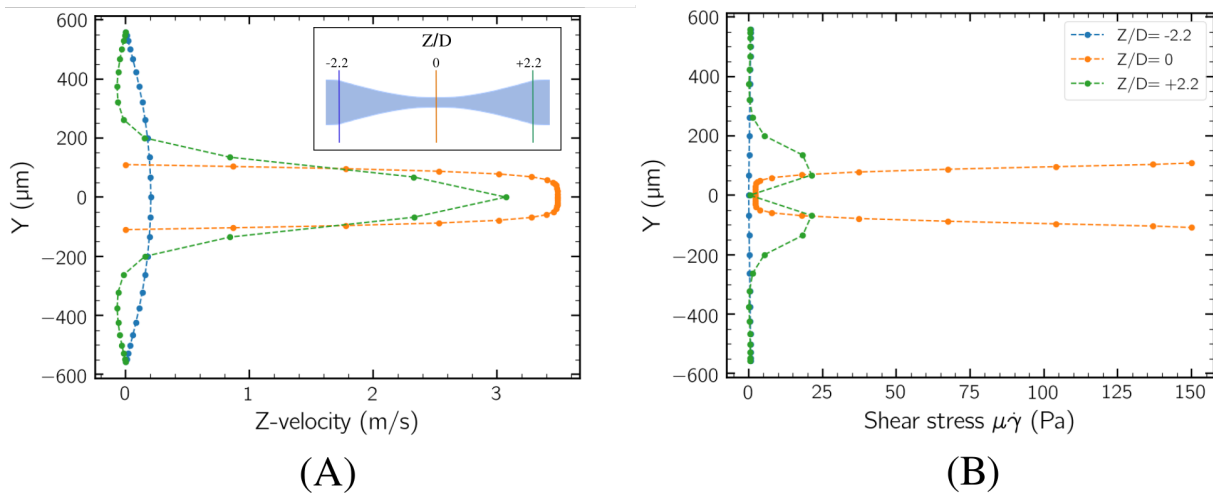 600
400
200
0
−200
−400
−600
Y (μm)
Z/D
-2.2
0
+2.2
0
1
2
3
Z-velocity (m/s)
(A)
600
400
200
0
−200
−400
−600
Y (μm)
Z/D= -2.2
Z/D= 0
Z/D= +2.2
0
25
50
75
100
125
150
Shear stress μγ̇ (Pa)
(B)